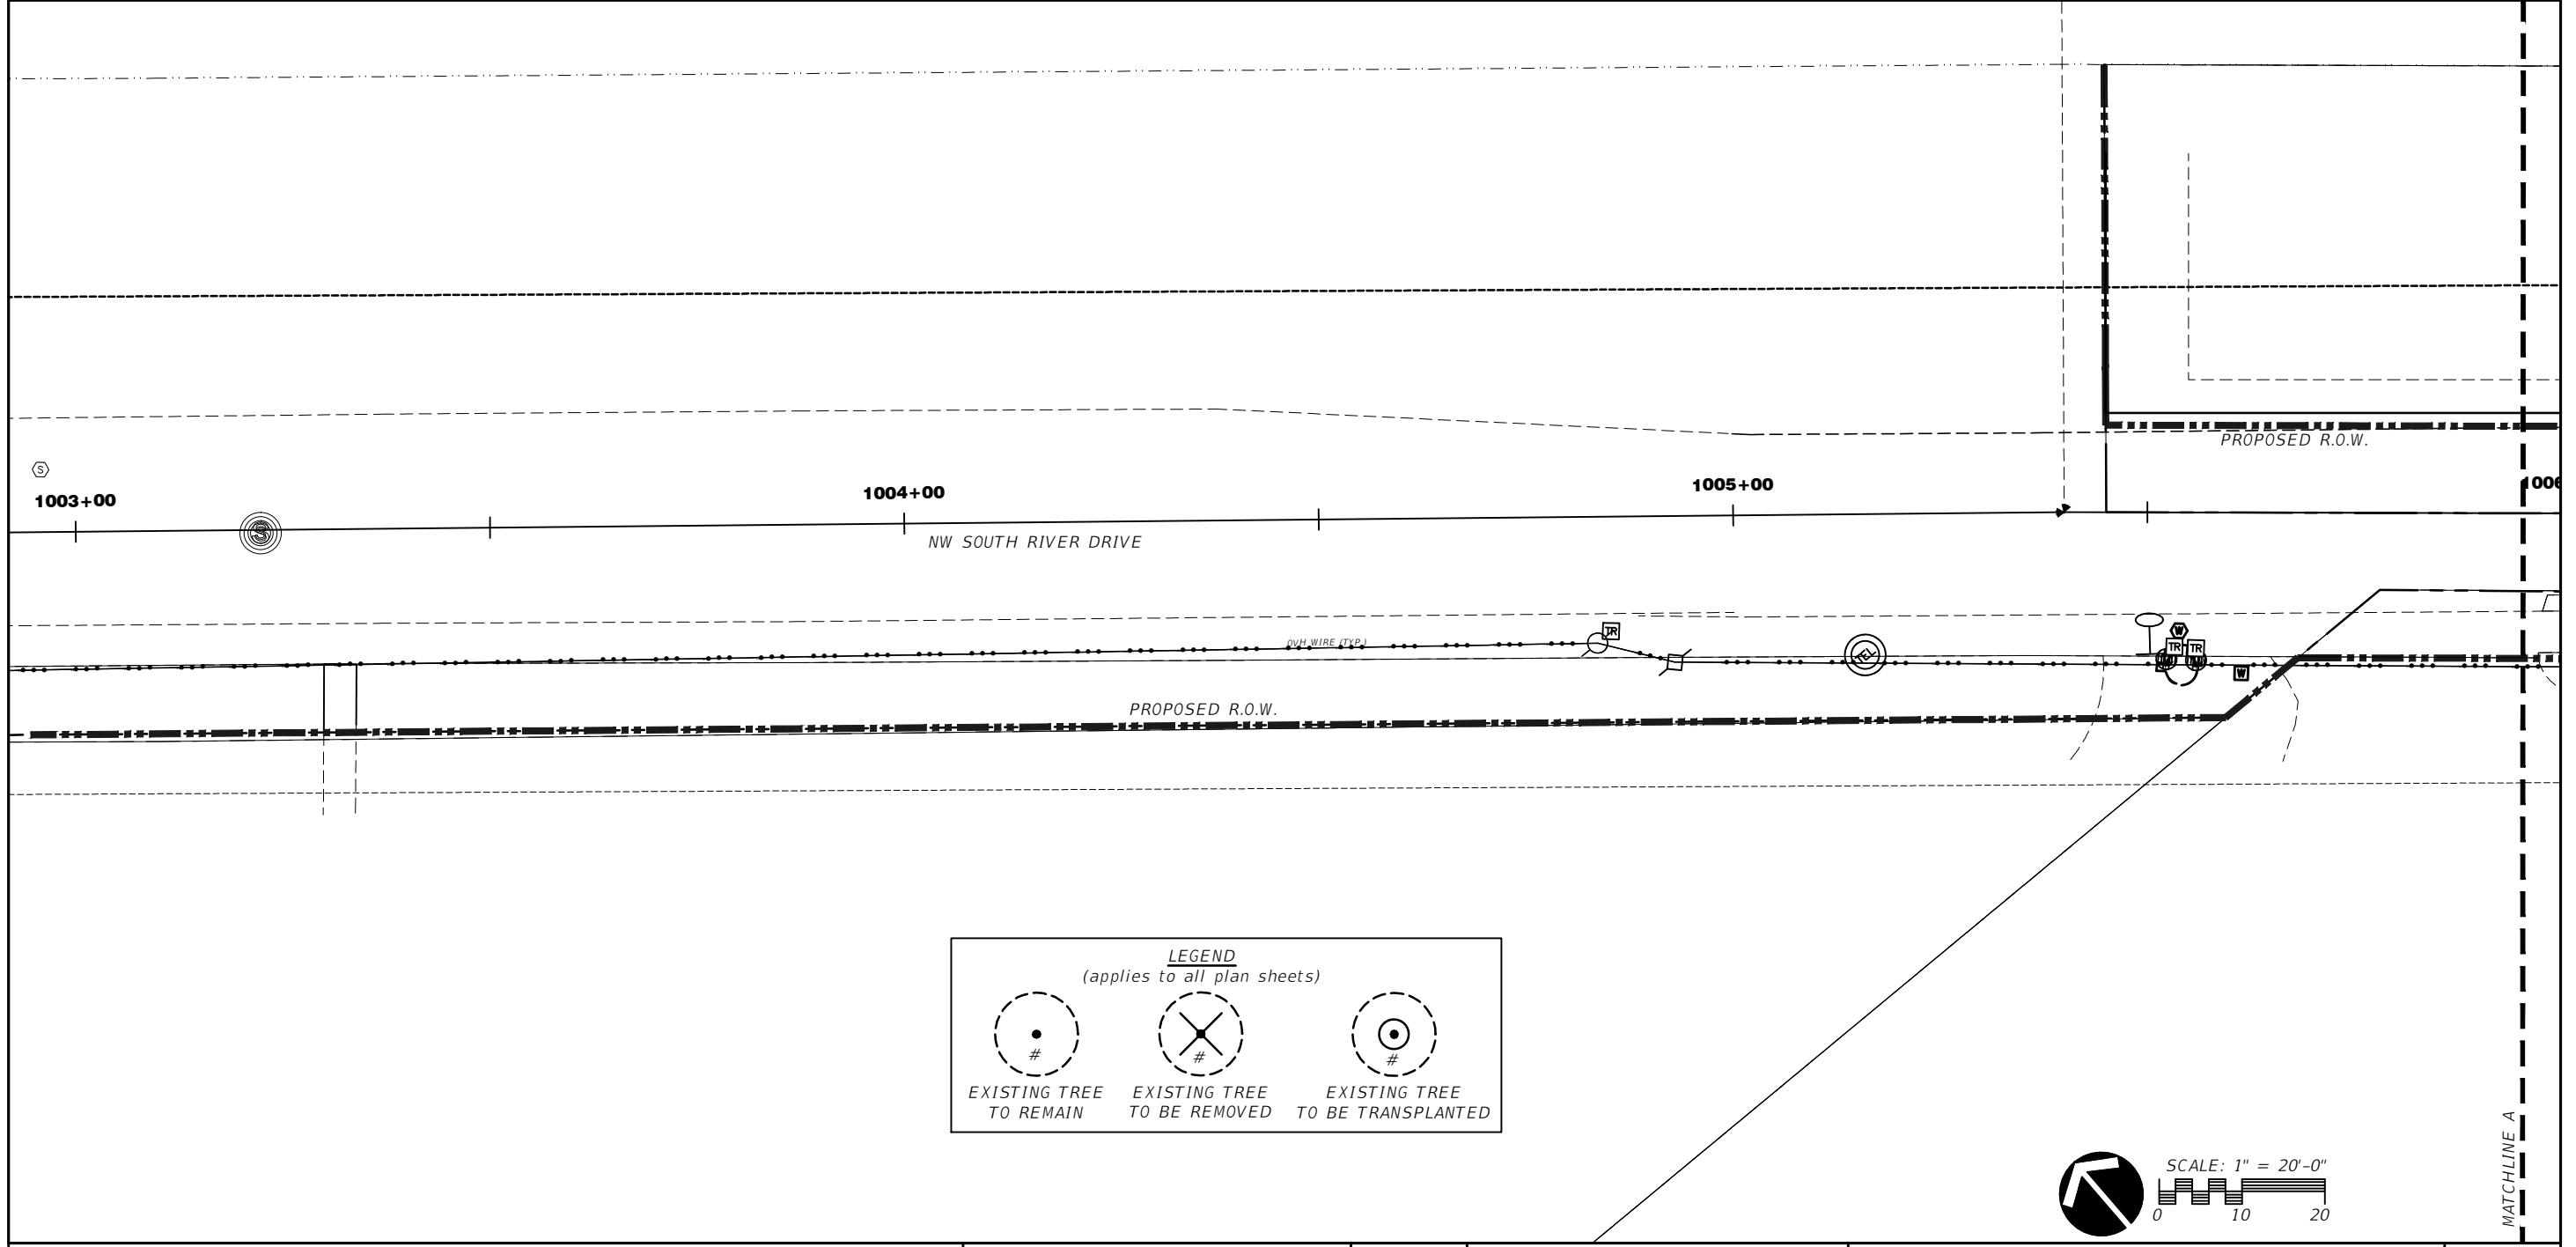 PROPOSED R.O.W.
S
1003+00
1004+00
1005+00
1006
S
NW SOUTH RIVER DRIVE
OVH WIRE (TYP.)
TR
TEL
W
TR
TR
W
PROPOSED R.O.W.
LEGEND
(applies to all plan sheets)
# # #
EXISTING TREE EXISTING TREE EXISTING TREE
TO REMAIN TO BE REMOVED TO BE TRANSPLANTED
MATCHLINE A
SCALE: 1" = 20'-0"
0 10 20